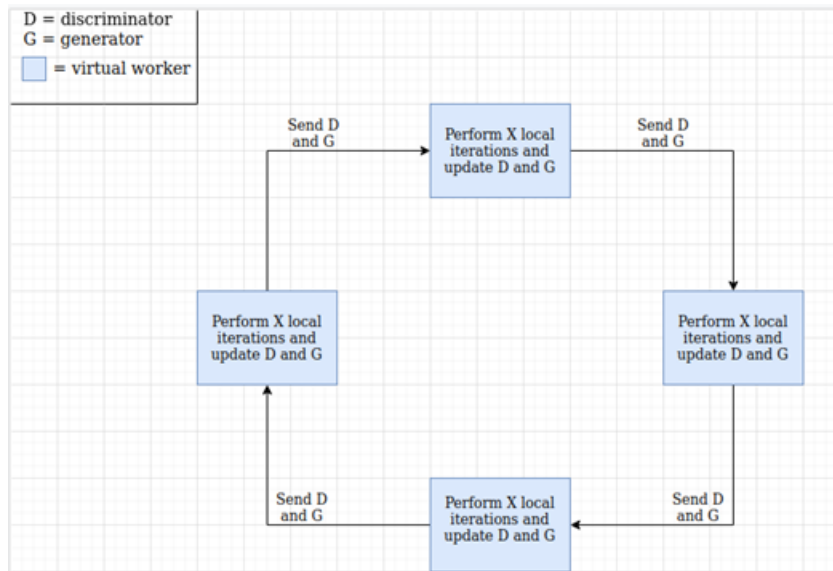 D = discriminator
G = generator
= virtual worker
Send D
and G
Perform X local
iterations and
update D and G
Send D
and G
Perform X local
iterations and
update D and G
Perform X local
iterations and
update D and G
Send D
and G
Perform X local
iterations and
update D and G
Send D
and G